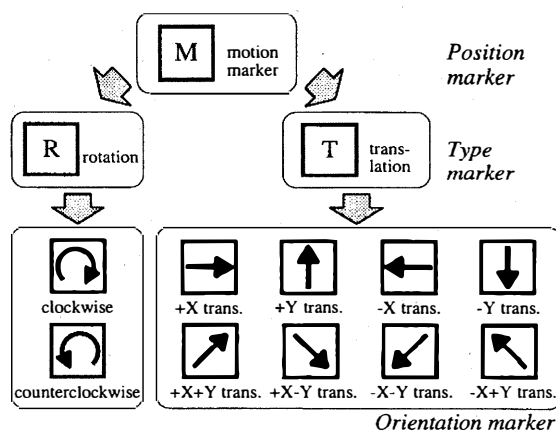 M motion
marker
Position
marker
R rotation
T trans-
lation
Type
marker
clockwise
+X trans. +Y trans. -X trans. -Y trans.
counterclockwise
+X+Y trans. +X-Y trans. -X-Y trans. -X+Y trans.
Orientation marker